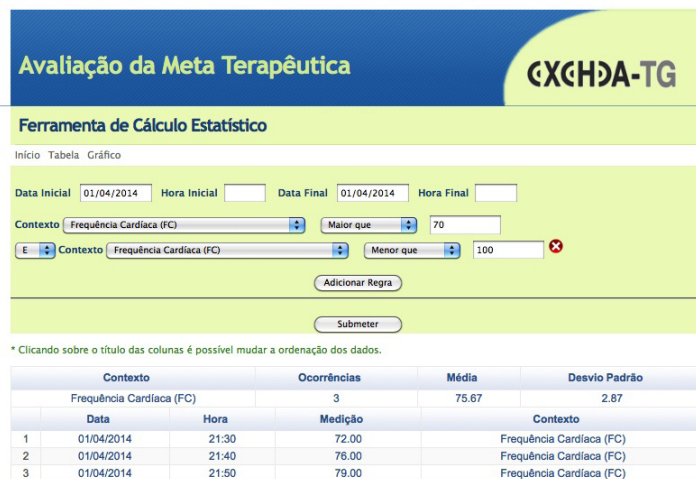 Avaliação da Meta Terapêutica
CXCHDA-TG
Ferramenta de Cálculo Estatístico
Início Tabela Gráfico
Data Inicial 01/04/2014 Hora Inicial Data Final 01/04/2014 Hora Final
Contexto Frequência Cardíaca (FC) Maior que 70
E Contexto Frequência Cardíaca (FC) Menor que 100
Adicionar Regra
Submeter
* Clicando sobre o título das colunas é possível mudar a ordenação dos dados.
Contexto Ocorrências Média Desvio Padrão
Frequência Cardíaca (FC) 3 75.67 2.87
Data Hora Medição Contexto
1 01/04/2014 21:30 72.00 Frequência Cardíaca (FC)
2 01/04/2014 21:40 76.00 Frequência Cardíaca (FC)
3 01/04/2014 21:50 79.00 Frequência Cardíaca (FC)